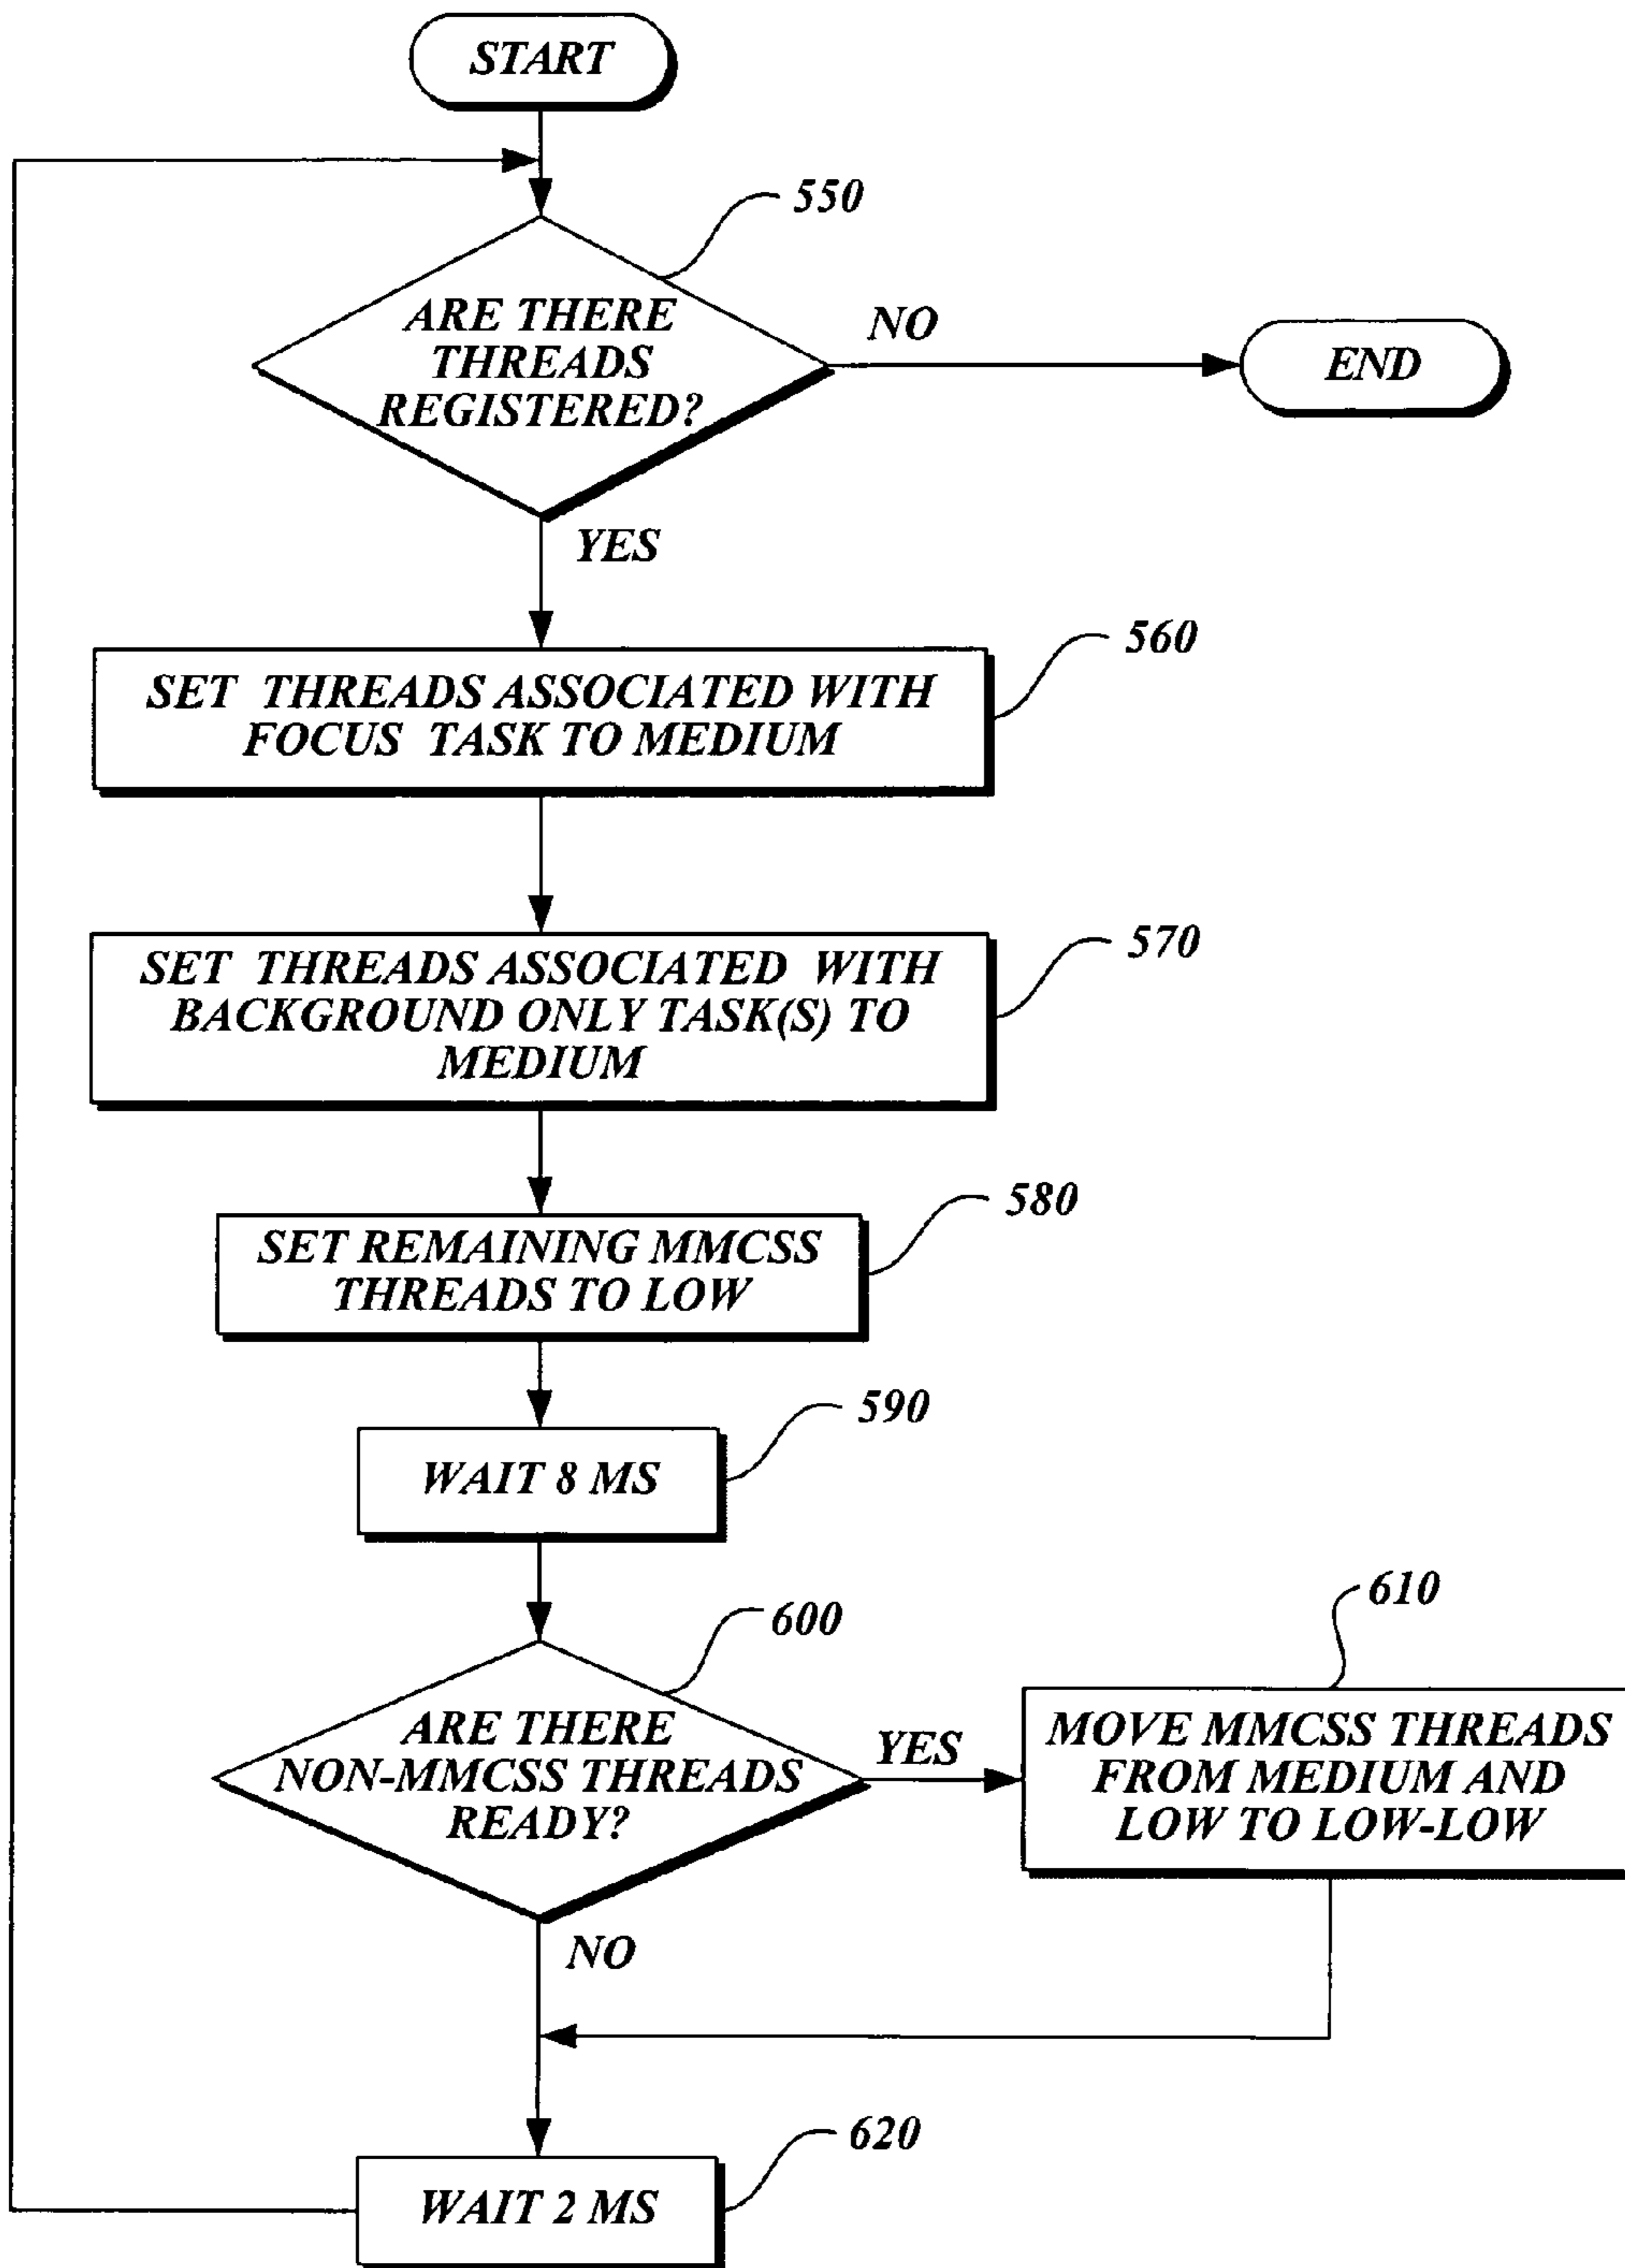 START
550
ARE THERE
THREADS
REGISTERED?
NO
END
YES
560
SET THREADS ASSOCIATED WITH
FOCUS TASK TO MEDIUM
570
SET THREADS ASSOCIATED WITH
BACKGROUND ONLY TASK(S) TO
MEDIUM
580
SET REMAINING MMCSS
THREADS TO LOW
590
WAIT 8 MS
600
ARE THERE
NON-MMCSS THREADS
READY?
YES
610
MOVE MMCSS THREADS
FROM MEDIUM AND
LOW TO LOW-LOW
NO
620
WAIT 2 MS